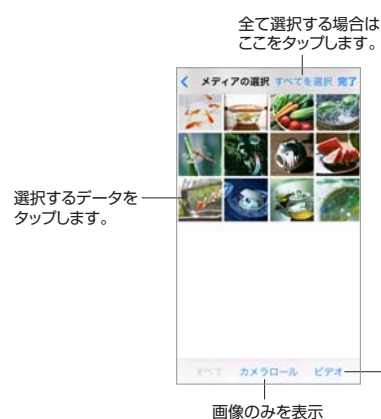 全て選択する場合は
ここをタップします。
メディアの選択 すべてを選択 完了
選択するデータを
タップします。
すべて カメラロール ビデオ
画像のみを表示